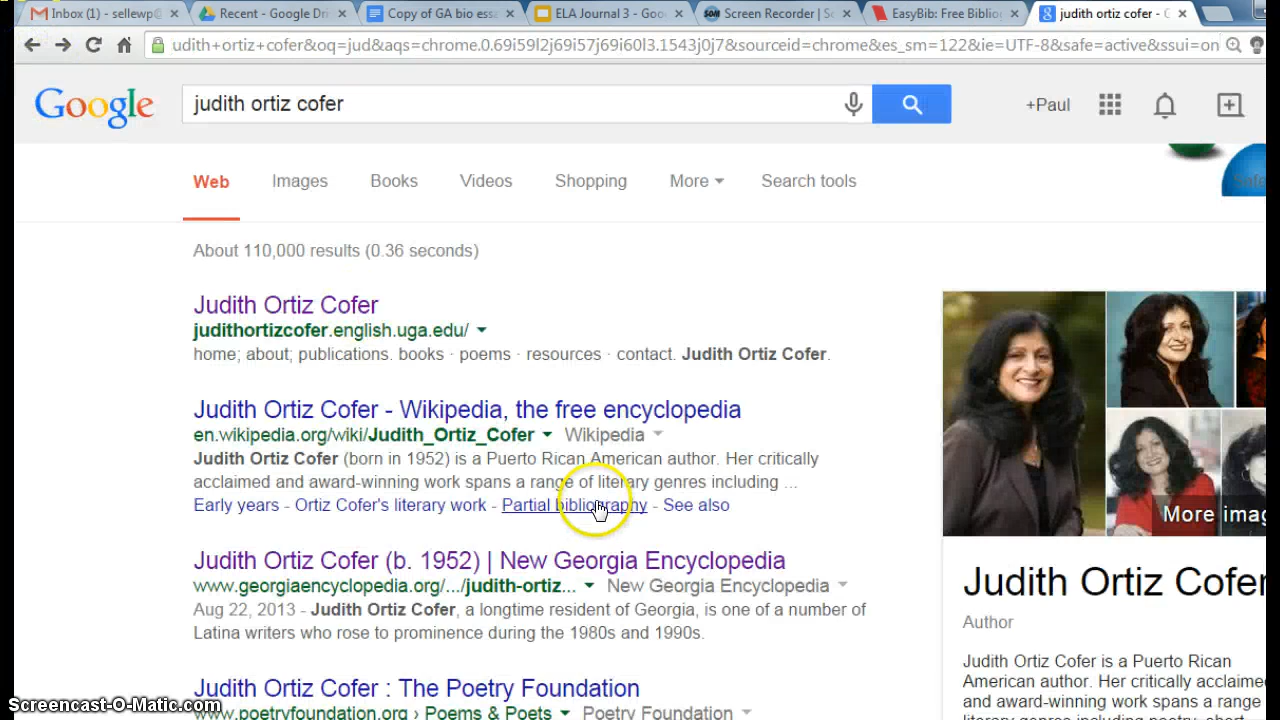 Inbox (1) - sellewp@
Recent - Google Dri
Copy of GA bio essa
ELA Journal 3 - Goo
Screen Recorder | Sc
EasyBib: Free Bibliog
judith ortiz cofer - G
udith+ortiz+cofer&oq=jud&aqs=chrome.0.69i59l2j69i57j69i60l3.1543j0j7&sourceid=chrome&es_sm=122&ie=UTF-8&safe=active&ssui=on
Google
judith ortiz cofer
+Paul
Web Images Books Videos Shopping More Search tools
About 110,000 results (0.36 seconds)
Judith Ortiz Cofer
judithortizcofer.english.uga.edu/
home; about; publications. books · poems · resources · contact. Judith Ortiz Cofer.
Judith Ortiz Cofer - Wikipedia, the free encyclopedia
en.wikipedia.org/wiki/Judith_Ortiz_Cofer Wikipedia
Judith Ortiz Cofer (born in 1952) is a Puerto Rican American author. Her critically
acclaimed and award-winning work spans a range of literary genres including ...
Early years - Ortiz Cofer's literary work - Partial bibliography - See also
Judith Ortiz Cofer (b. 1952) | New Georgia Encyclopedia
www.georgiaencyclopedia.org/.../judith-ortiz... New Georgia Encyclopedia
Aug 22, 2013 - Judith Ortiz Cofer, a longtime resident of Georgia, is one of a number of
Latina writers who rose to prominence during the 1980s and 1990s.
Judith Ortiz Cofer : The Poetry Foundation
www.poetryfoundation.org › Poems & Poets Poetry Foundation
More imag
Judith Ortiz Cofer
Author
Judith Ortiz Cofer is a Puerto Rican
American author. Her critically acclaime
and award-winning work spans a range of
Screencast-O-Matic.com